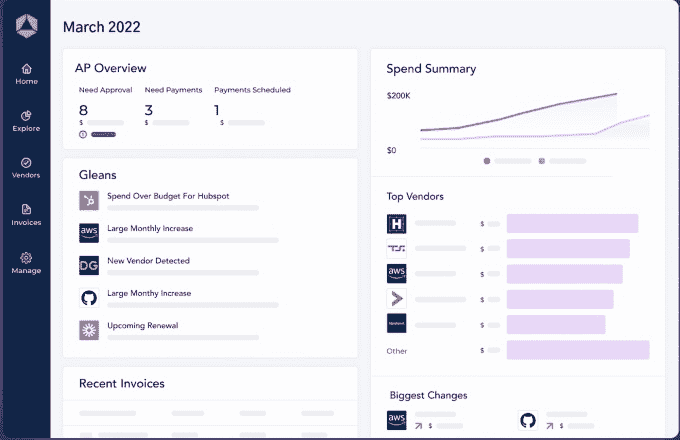 March 2022
Home
Explore
Vendors
Invoices
Manage
AP Overview
Need Approval Need Payments Payments Scheduled
8 3 1
$ $ $
Gleans
Spend Over Budget For Hubspot
aws Large Monthly Increase
DG New Vendor Detected
Large Monthy Increase
Upcoming Renewal
Recent Invoices
Spend Summary
$200K
$0
Top Vendors
H $
$
aws $
$
$
Other $
Biggest Changes
aws $ $